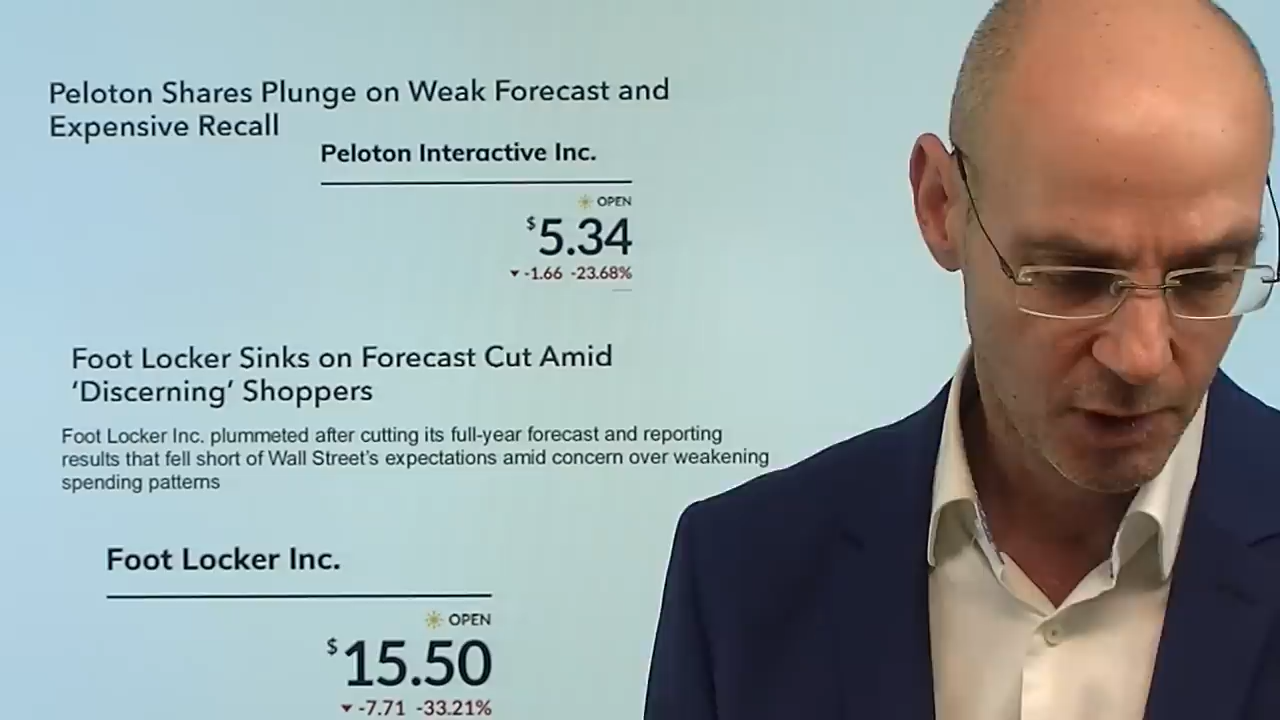 Peloton Shares Plunge on Weak Forecast and
Expensive Recall
Peloton Interactive Inc.
OPEN
$5.34
▼ -1.66 -23.68%
Foot Locker Sinks on Forecast Cut Amid
‘Discerning’ Shoppers
Foot Locker Inc. plummeted after cutting its full-year forecast and reporting
results that fell short of Wall Street’s expectations amid concern over weakening
spending patterns
Foot Locker Inc.
OPEN
$15.50
▼ -7.71 -33.21%